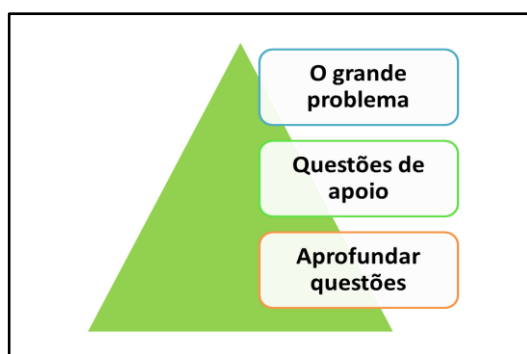 O grande
problema
Questões de
apoio
Aprofundar
questões